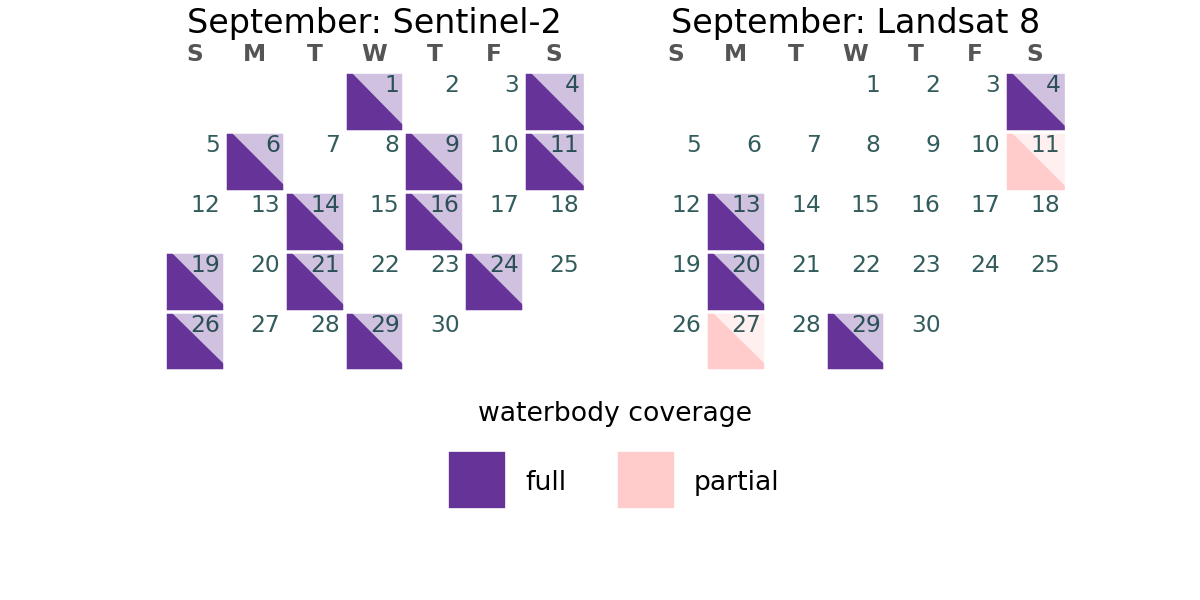 September: Sentinel-2
S M T W T F S
1 2 3 4
5 6 7 8 9 10 11
12 13 14 15 16 17 18
19 20 21 22 23 24 25
26 27 28 29 30
September: Landsat 8
S M T W T F S
1 2 3 4
5 6 7 8 9 10 11
12 13 14 15 16 17 18
19 20 21 22 23 24 25
26 27 28 29 30
waterbody coverage
full
partial